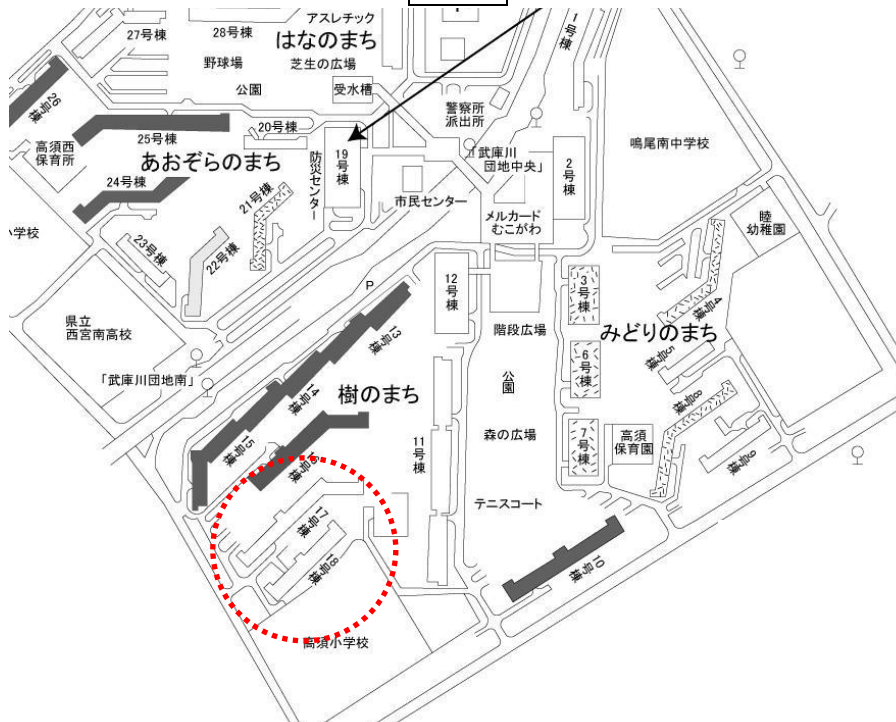 アスレチック
27号棟
28号棟
はなのまち
1号棟
野球場
芝生の広場
公園
受水槽
26号棟
警察所
派出所
20号棟
25号棟
19号棟
鳴尾南中学校
高須西
保育所
あおぞらのまち
防災センター
「武庫川
団地中央」
2号棟
24号棟
21号棟
市民センター
メルカード
むこがわ
睦
幼稚園
小学校
23号棟
22号棟
P
12号棟
3号棟
4号棟
県立
西宮南高校
13号棟
階段広場
みどりのまち
5号棟
6号棟
「武庫川団地南」
14号棟
樹のまち
公園
8号棟
15号棟
11号棟
森の広場
7号棟
高須
保育園
9号棟
テニスコート
17号棟
18号棟
10号棟
高須小学校